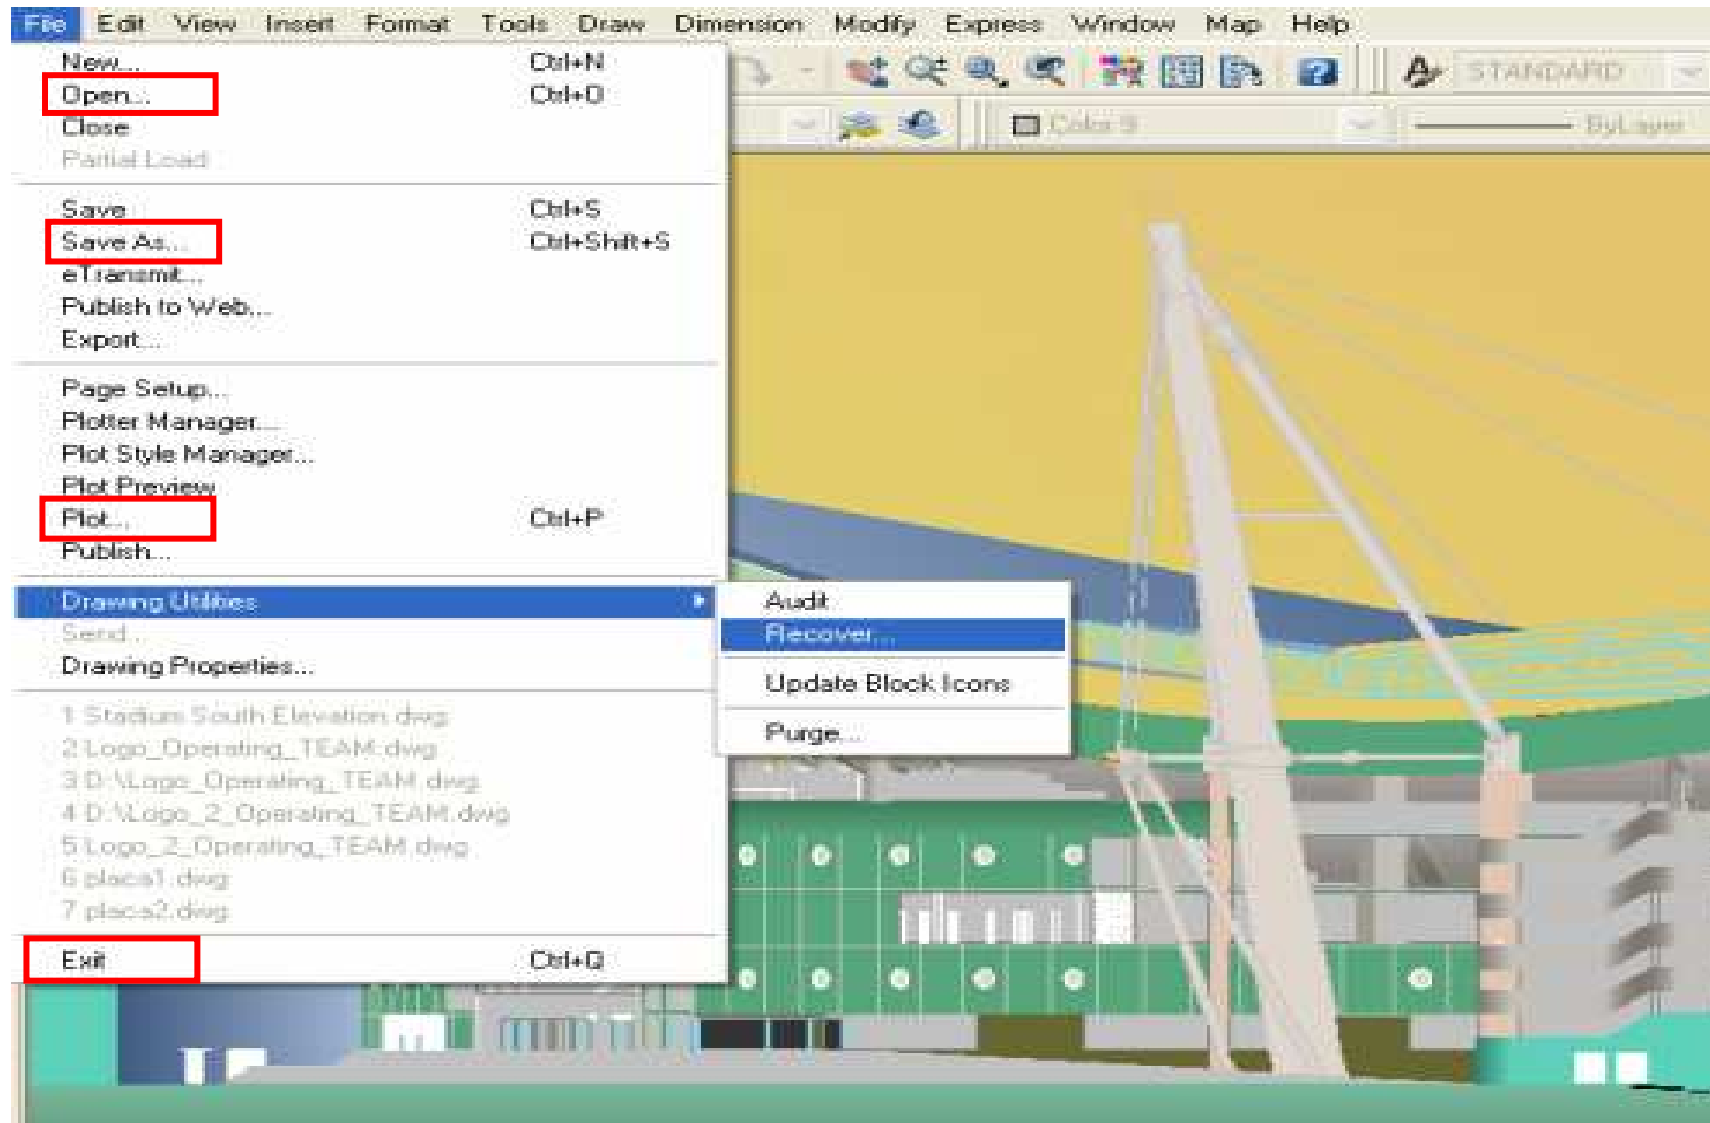 File Edit View Insert Format Tools Draw Dimension Modify Express Window Map Help
New... Ctrl+N
Open... Ctrl+O
Close
Partial Load
Save Ctrl+S
Save As... Ctrl+Shift+S
eTransmit...
Publish to Web...
Export...
Page Setup...
Plotter Manager...
Plot Style Manager...
Plot Preview
Plot... Ctrl+P
Publish...
Drawing Utilities
Send...
Drawing Properties...
1 Stadium South Elevation.dwg
2 Logo_Operating_TEAM.dwg
3 D:\Logo_Operating_TEAM.dwg
4 D:\Logo_2_Operating_TEAM.dwg
5 Logo_2_Operating_TEAM.dwg
6 placa1.dwg
7 placa2.dwg
Exit Ctrl+Q
Audit
Recover...
Update Block Icons
Purge...
STANDARD
Color 9
ByLayer